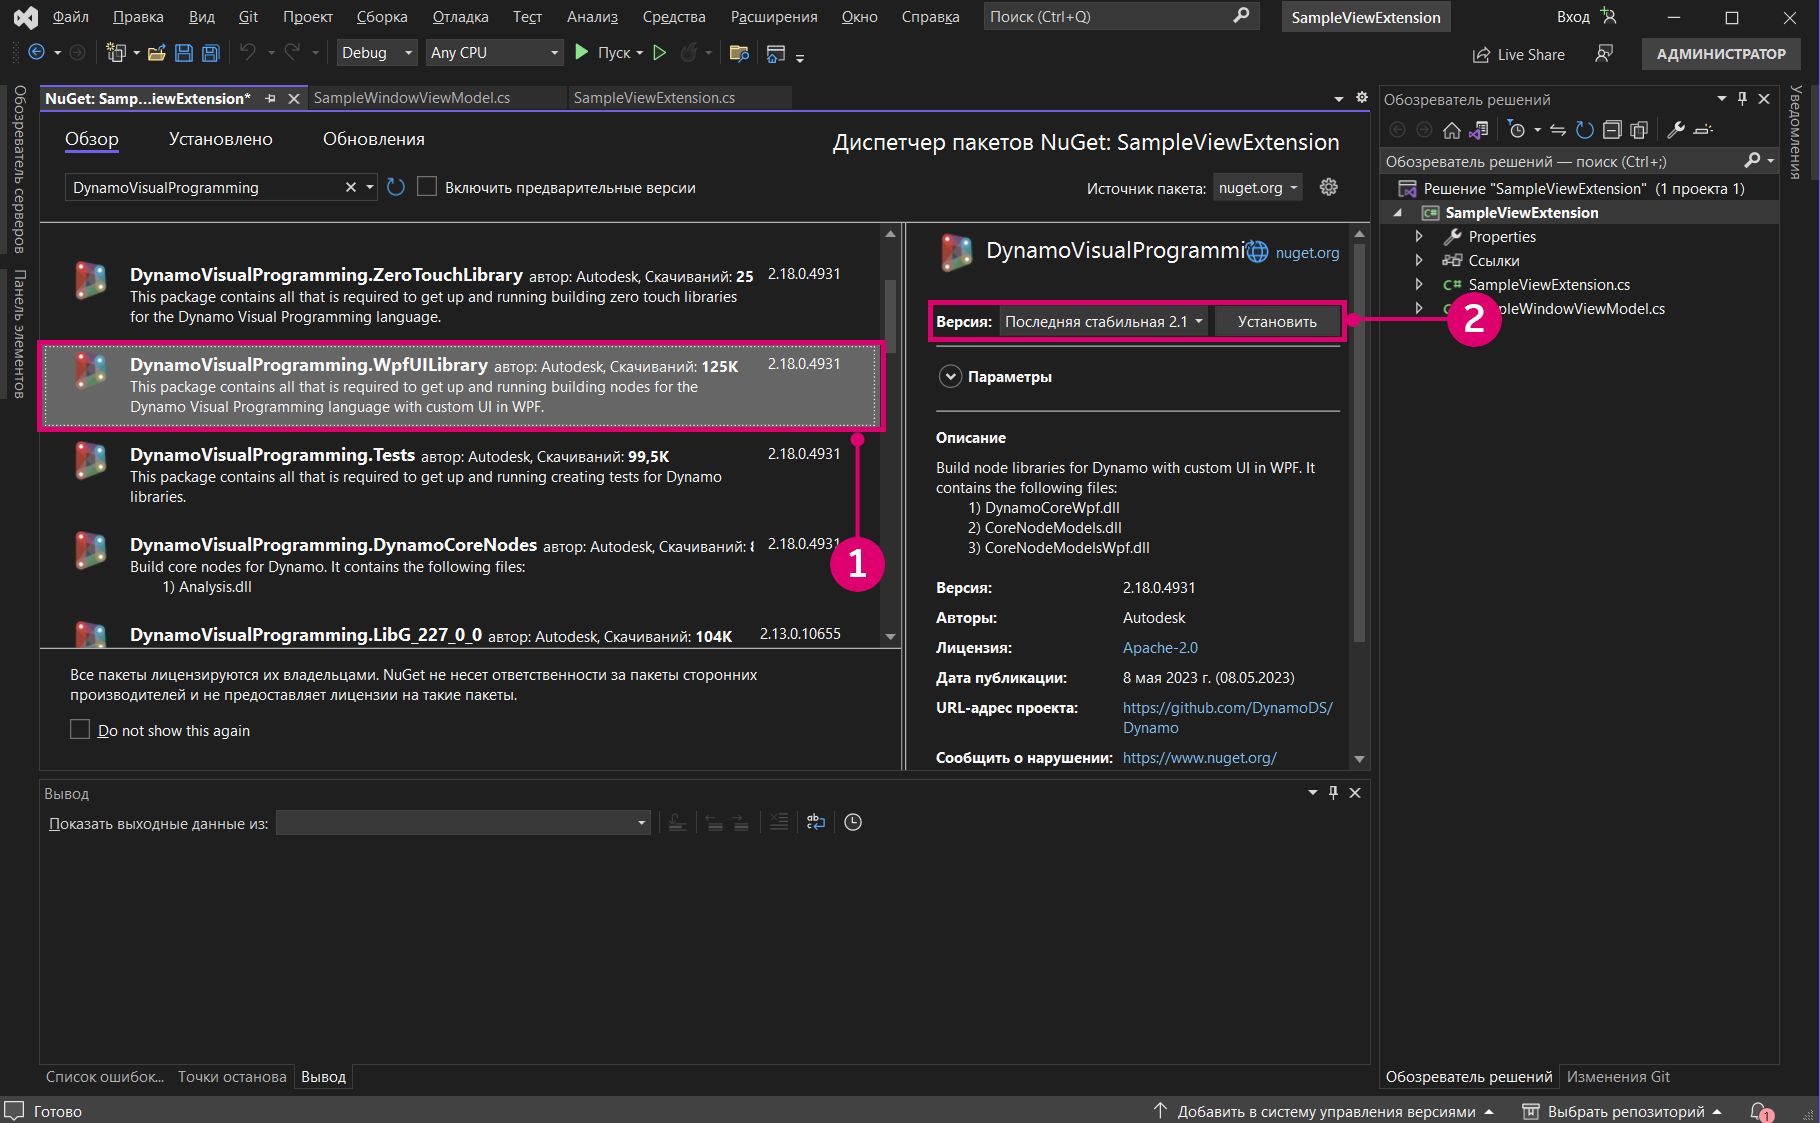 Файл Правка Вид Git Проект Сборка Отладка Тест Анализ Средства Расширения Окно Справка Поиск (Ctrl+Q) SampleViewExtension Вход
Debug Any CPU Пуск Live Share АДМИНИСТРАТОР
Обозреватель серверов
Панель элементов
NuGet: Samp...iewExtension* SampleWindowViewModel.cs SampleViewExtension.cs
Обзор Установлено Обновления
Диспетчер пакетов NuGet: SampleViewExtension
DynamoVisualProgramming Включить предварительные версии Источник пакета: nuget.org
DynamoVisualProgramming.ZeroTouchLibrary автор: Autodesk, Скачиваний: 25 2.18.0.4931
This package contains all that is required to get up and running building zero touch libraries
for the Dynamo Visual Programming language.
DynamoVisualProgramming.WpfUILibrary автор: Autodesk, Скачиваний: 125K 2.18.0.4931
This package contains all that is required to get up and running building nodes for the
Dynamo Visual Programming language with custom UI in WPF.
DynamoVisualProgramming.Tests автор: Autodesk, Скачиваний: 99,5K 2.18.0.4931
This package contains all that is required to get up and running creating tests for Dynamo
libraries.
DynamoVisualProgramming.DynamoCoreNodes автор: Autodesk, Скачиваний: 2.18.0.4931
Build core nodes for Dynamo. It contains the following files:
1) Analysis.dll
1
DynamoVisualProgramming.LibG_227_0_0 автор: Autodesk, Скачиваний: 104K 2.13.0.10655
Все пакеты лицензируются их владельцами. NuGet не несет ответственности за пакеты сторонних
производителей и не предоставляет лицензии на такие пакеты.
Do not show this again
DynamoVisualProgrammi nuget.org
Версия: Последняя стабильная 2.1 Установить
2
Параметры
Описание
Build node libraries for Dynamo with custom UI in WPF. It
contains the following files:
1) DynamoCoreWpf.dll
2) CoreNodeModels.dll
3) CoreNodeModelsWpf.dll
Версия: 2.18.0.4931
Авторы: Autodesk
Лицензия: Apache-2.0
Дата публикации: 8 мая 2023 г. (08.05.2023)
URL-адрес проекта: https://github.com/DynamoDS/
Dynamo
Сообщить о нарушении: https://www.nuget.org/
Обозреватель решений
Обозреватель решений — поиск (Ctrl+;)
Решение "SampleViewExtension" (1 проекта 1)
SampleViewExtension
Properties
Ссылки
SampleViewExtension.cs
pleWindowViewModel.cs
Уведомления
Вывод
Показать выходные данные из:
Список ошибок... Точки останова Вывод
Обозреватель решений Изменения Git
Готово Добавить в систему управления версиями Выбрать репозиторий 1